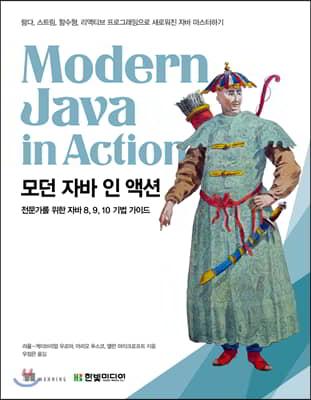 람다, 스트림, 함수형, 리액티브 프로그래밍으로 새로워진 자바 마스터하기
Modern
Java
in Action
모던 자바 인 액션
전문가를 위한 자바 8, 9, 10 기법 가이드
라울-게이브리얼 우르마, 마리오 푸스코, 앨런 마이크로프트 지음
우정은 옮김
MANNING
한빛미디어